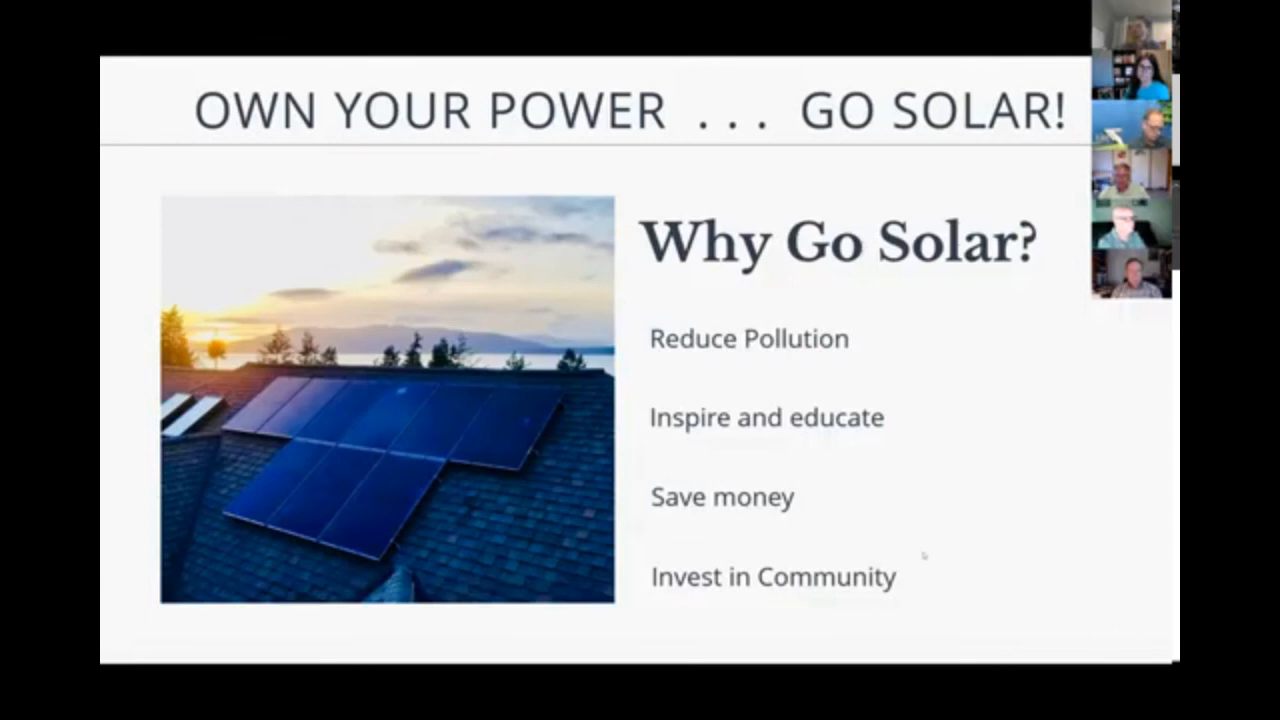 OWN YOUR POWER . . . GO SOLAR!
Why Go Solar?
Reduce Pollution
Inspire and educate
Save money
Invest in Community